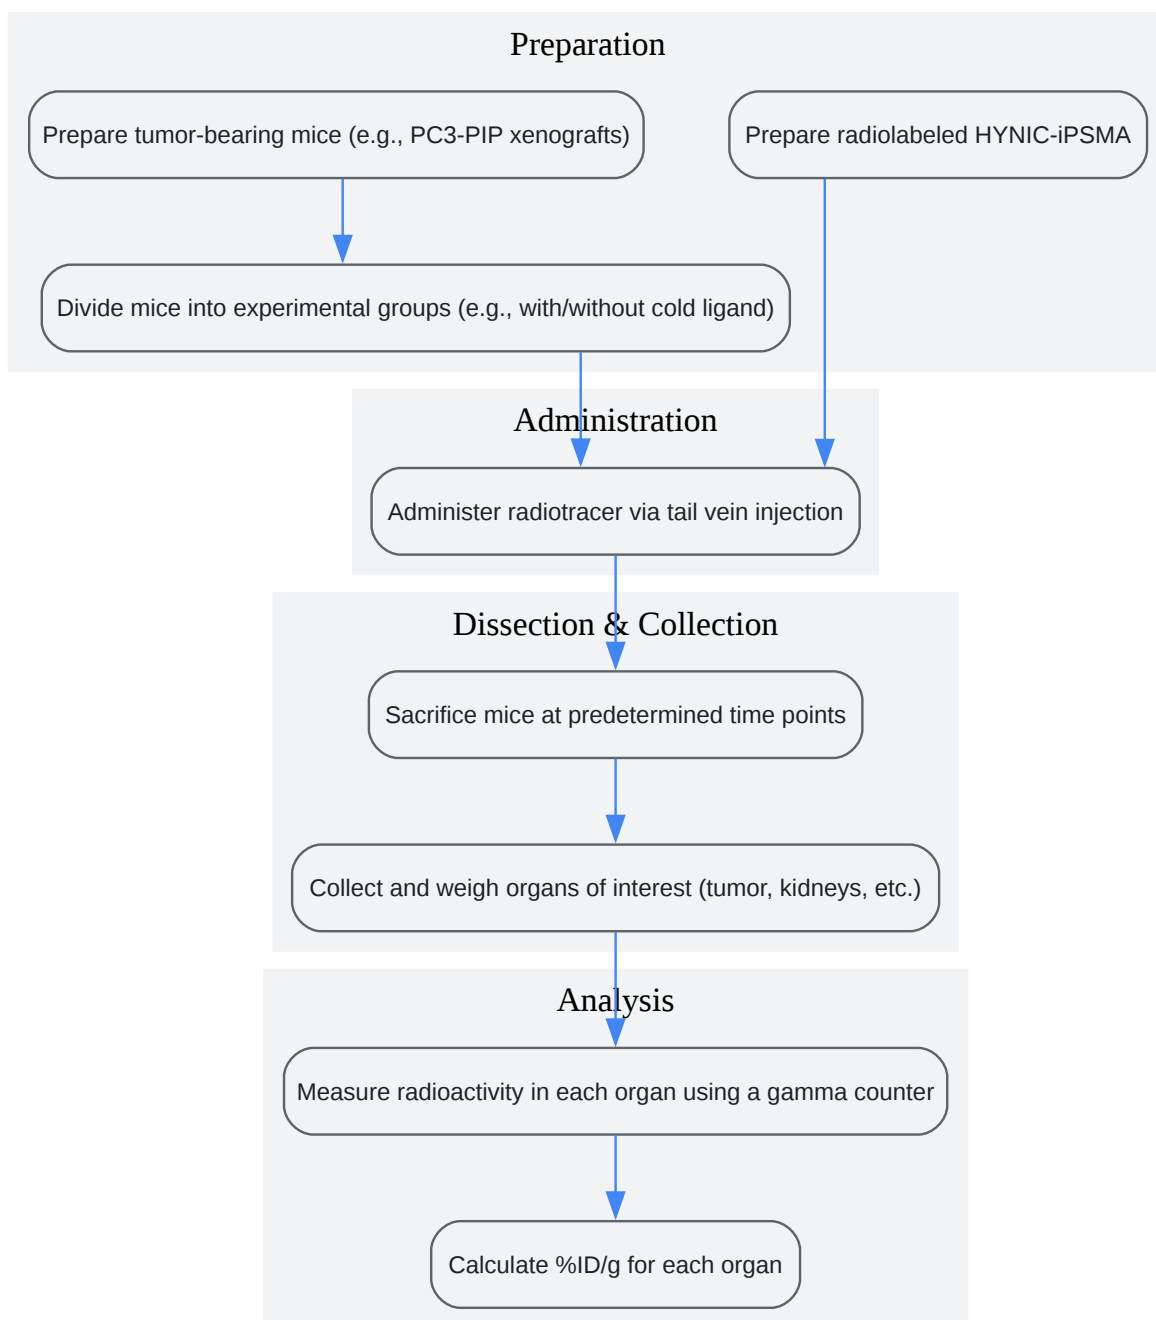 Preparation
Prepare tumor-bearing mice (e.g., PC3-PIP xenografts)
Prepare radiolabeled HYNIC-iPSMA
Divide mice into experimental groups (e.g., with/without cold ligand)
Administration
Administer radiotracer via tail vein injection
Dissection & Collection
Sacrifice mice at predetermined time points
Collect and weigh organs of interest (tumor, kidneys, etc.)
Analysis
Measure radioactivity in each organ using a gamma counter
Calculate %ID/g for each organ